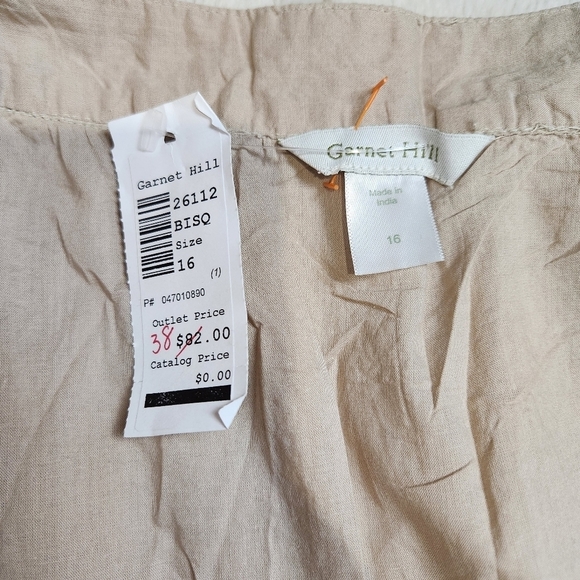 Garnet Hill
26112
BISQ
Size
16
(1)
P# 047010890
Outlet Price
38 $82.00
Catalog Price
$0.00
Garnet Hill
Made in
India
16